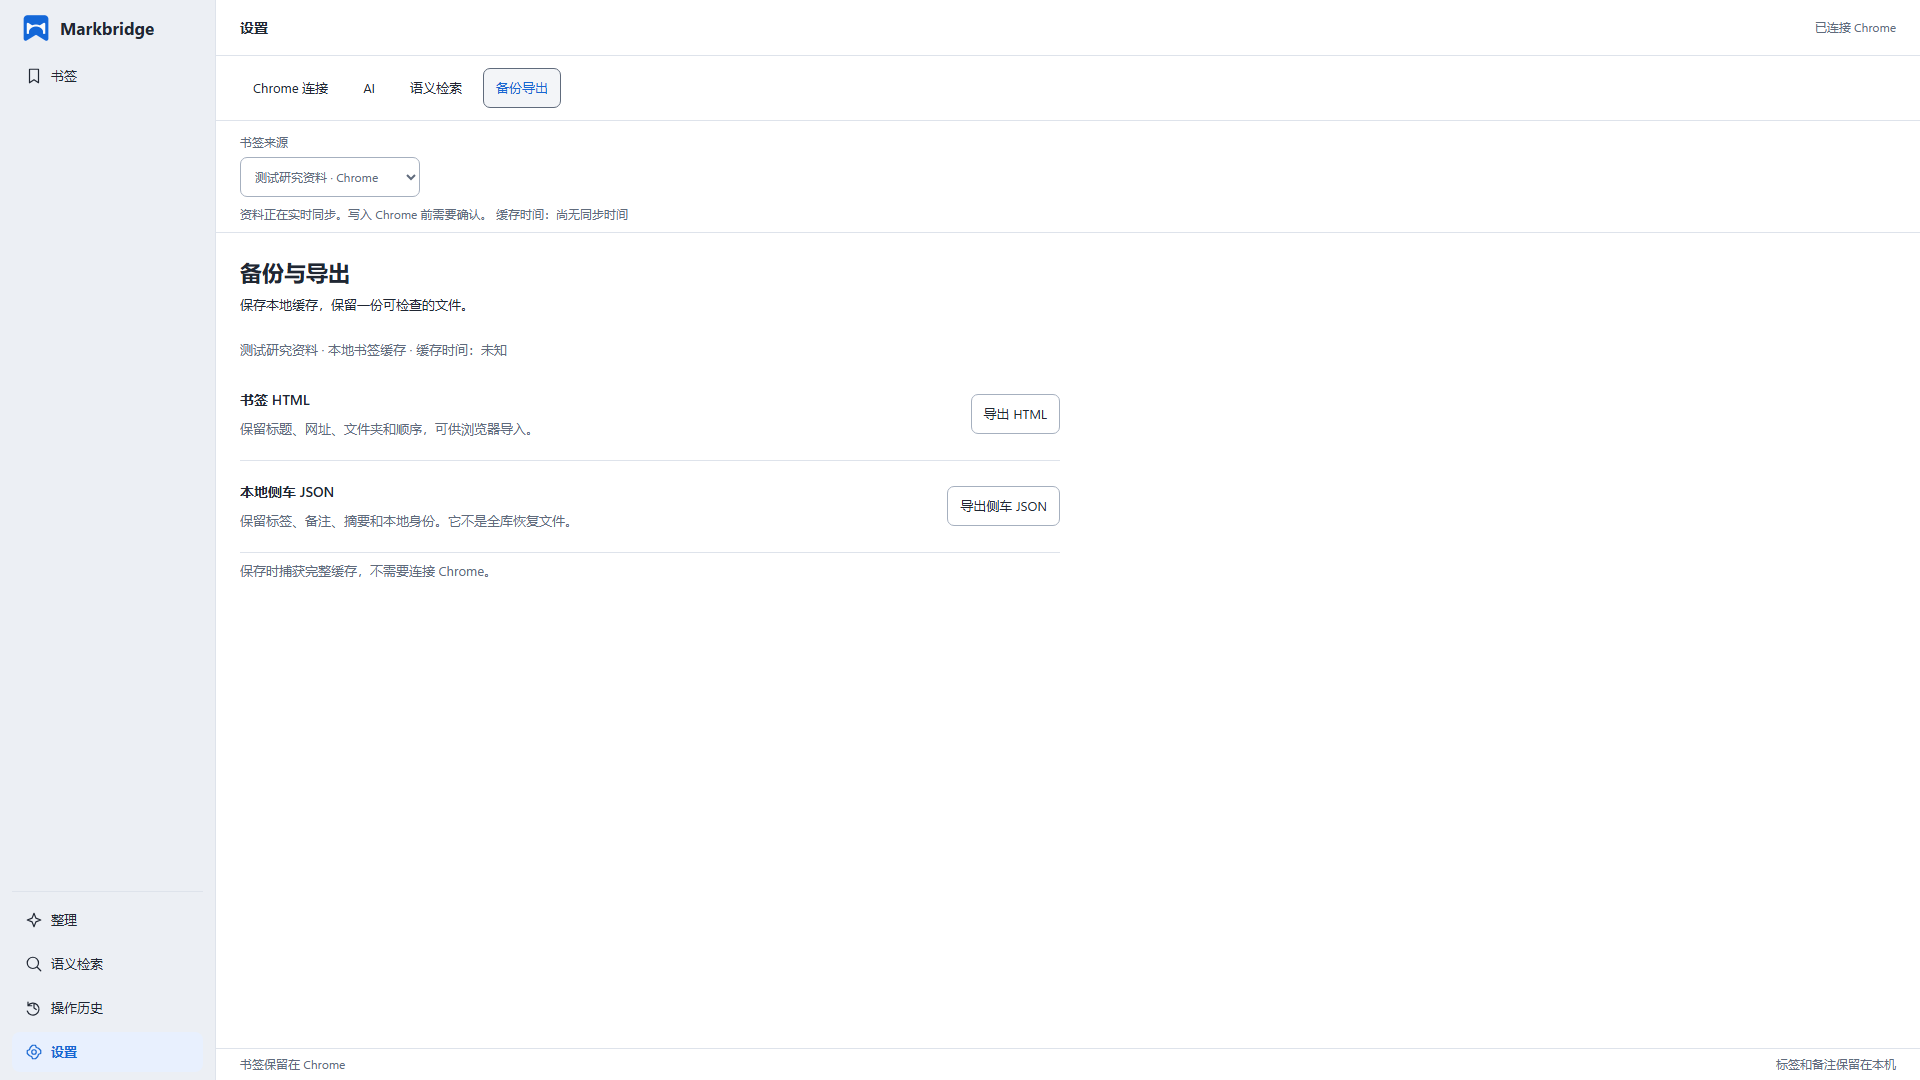 Markbridge
书签
整理
语义检索
操作历史
设置
设置
已连接 Chrome
Chrome 连接
AI
语义检索
备份导出
书签来源
测试研究资料 · Chrome
资料正在实时同步。写入 Chrome 前需要确认。 缓存时间：尚无同步时间
备份与导出
保存本地缓存，保留一份可检查的文件。
测试研究资料 · 本地书签缓存 · 缓存时间：未知
书签 HTML
保留标题、网址、文件夹和顺序，可供浏览器导入。
导出 HTML
本地侧车 JSON
保留标签、备注、摘要和本地身份。它不是全库恢复文件。
导出侧车 JSON
保存时捕获完整缓存，不需要连接 Chrome。
书签保留在 Chrome
标签和备注保留在本机